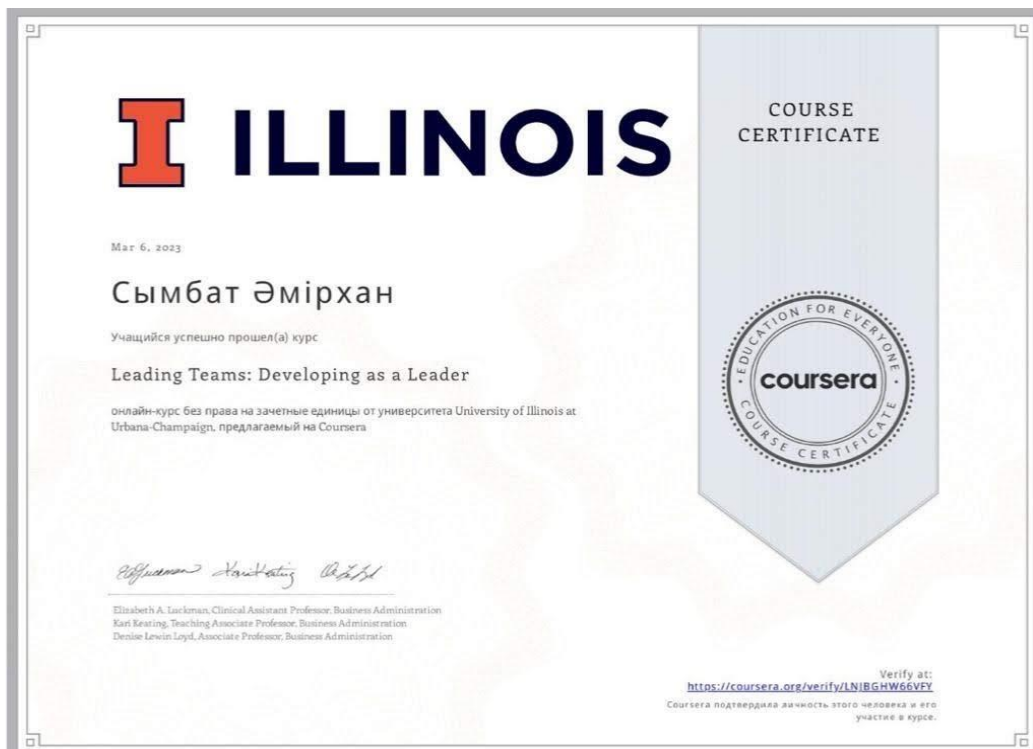 ILLINOIS
COURSE
CERTIFICATE
Mar 6, 2023
Сымбат Әмірхан
Учащийся успешно прошел(а) курс
Leading Teams: Developing as a Leader
онлайн-курс без права на зачетные единицы от университета University of Illinois at
Urbana-Champaign, предлагаемый на Coursera
EDUCATION FOR EVERYONE
coursera
COURSE CERTIFICATE
Elizabeth A. Luckman, Clinical Assistant Professor, Business Administration
Kari Keating, Teaching Associate Professor, Business Administration
Denise Lewin Loyd, Associate Professor, Business Administration
Verify at:
https://coursera.org/verify/LNJBGHW66VFY
Coursera подтвердила личность этого человека и его
участие в курсе.